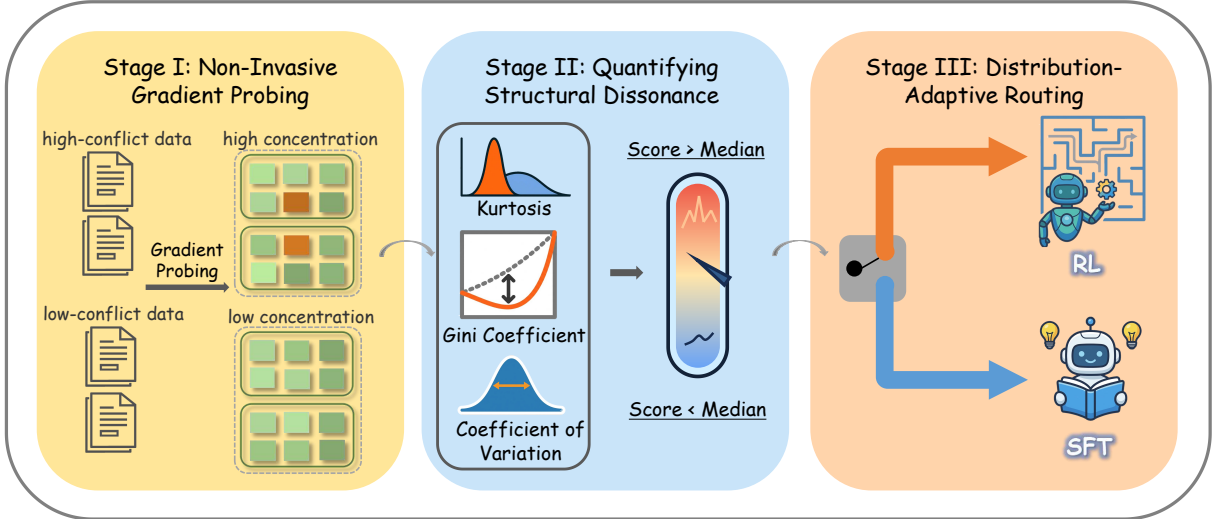 Stage I: Non-Invasive
Gradient Probing
high-conflict data
high concentration
Gradient
Probing
low-conflict data
low concentration
Stage II: Quantifying
Structural Dissonance
Kurtosis
Gini Coefficient
Coefficient of
Variation
Score > Median
Score < Median
Stage III: Distribution-
Adaptive Routing
RL
SFT